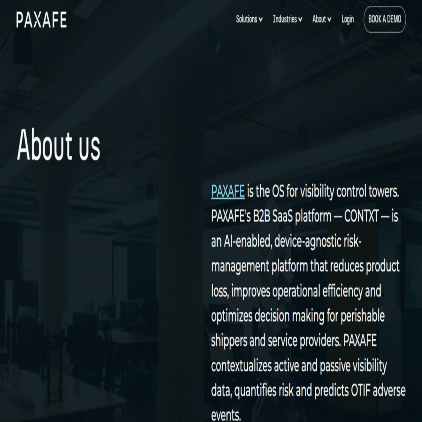 PAXAFE
Solutions Industries About Login BOOK A DEMO
About us
PAXAFE is the OS for visibility control towers.
PAXAFE's B2B SaaS platform — CONTXT — is
an AI-enabled, device-agnostic risk-
management platform that reduces product
loss, improves operational efficiency and
optimizes decision making for perishable
shippers and service providers. PAXAFE
contextualizes active and passive visibility
data, quantifies risk and predicts OTIF adverse
events.